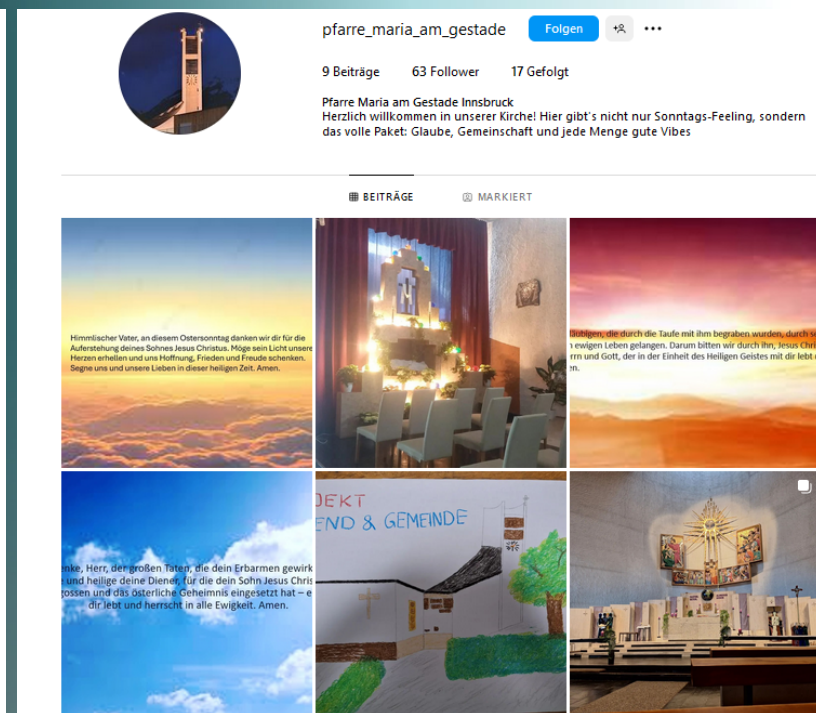 pfarre_maria_am_gestade
Folgen
9 Beiträge 63 Follower 17 Gefolgt
Pfarre Maria am Gestade Innsbruck
Herzlich willkommen in unserer Kirche! Hier gibt's nicht nur Sonntags-Feeling, sondern
das volle Paket: Glaube, Gemeinschaft und jede Menge gute Vibes
BEITRÄGE MARKIERT
Himmlischer Vater, an diesem Ostersonntag danken wir dir für die
Auferstehung deines Sohnes Jesus Christus. Möge sein Licht unsere
Herzen erhellen und uns Hoffnung, Frieden und Freude schenken.
Segne uns und unsere Lieben in dieser heiligen Zeit. Amen.
läubigen, die durch die Taufe mit ihm begraben wurden, durch
ewigen Leben gelangen. Darum bitten wir durch ihn, Jesus Chri
rrn und Gott, der in der Einheit des Heiligen Geistes mit dir lebt
en.
nke, Herr, der großen Taten, die dein Erbarmen gewirk
und heilige deine Diener, für die dein Sohn Jesus Chris
gossen und das österliche Geheimnis eingesetzt hat – e
dir lebt und herrscht in alle Ewigkeit. Amen.
JEKT
END & GEMEINDE